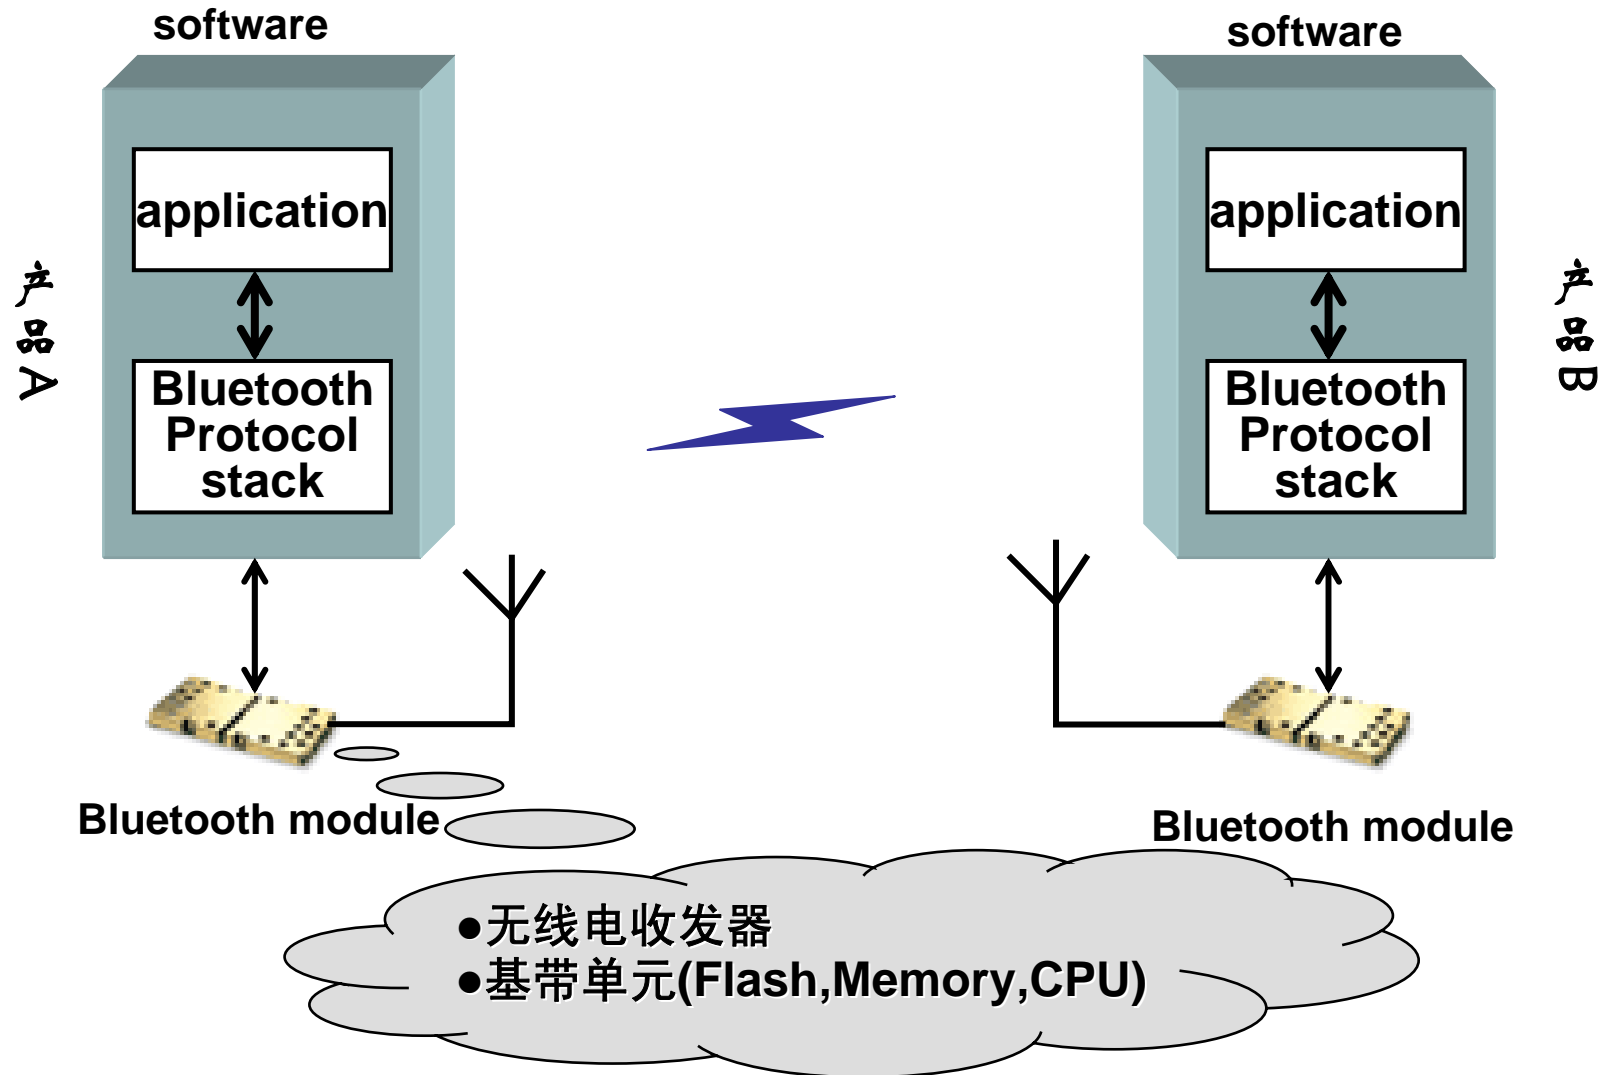 software
software
application
application
产品A
产品B
Bluetooth
Protocol
stack
Bluetooth
Protocol
stack
Bluetooth module
Bluetooth module
●无线电收发器
●基带单元(Flash,Memory,CPU)